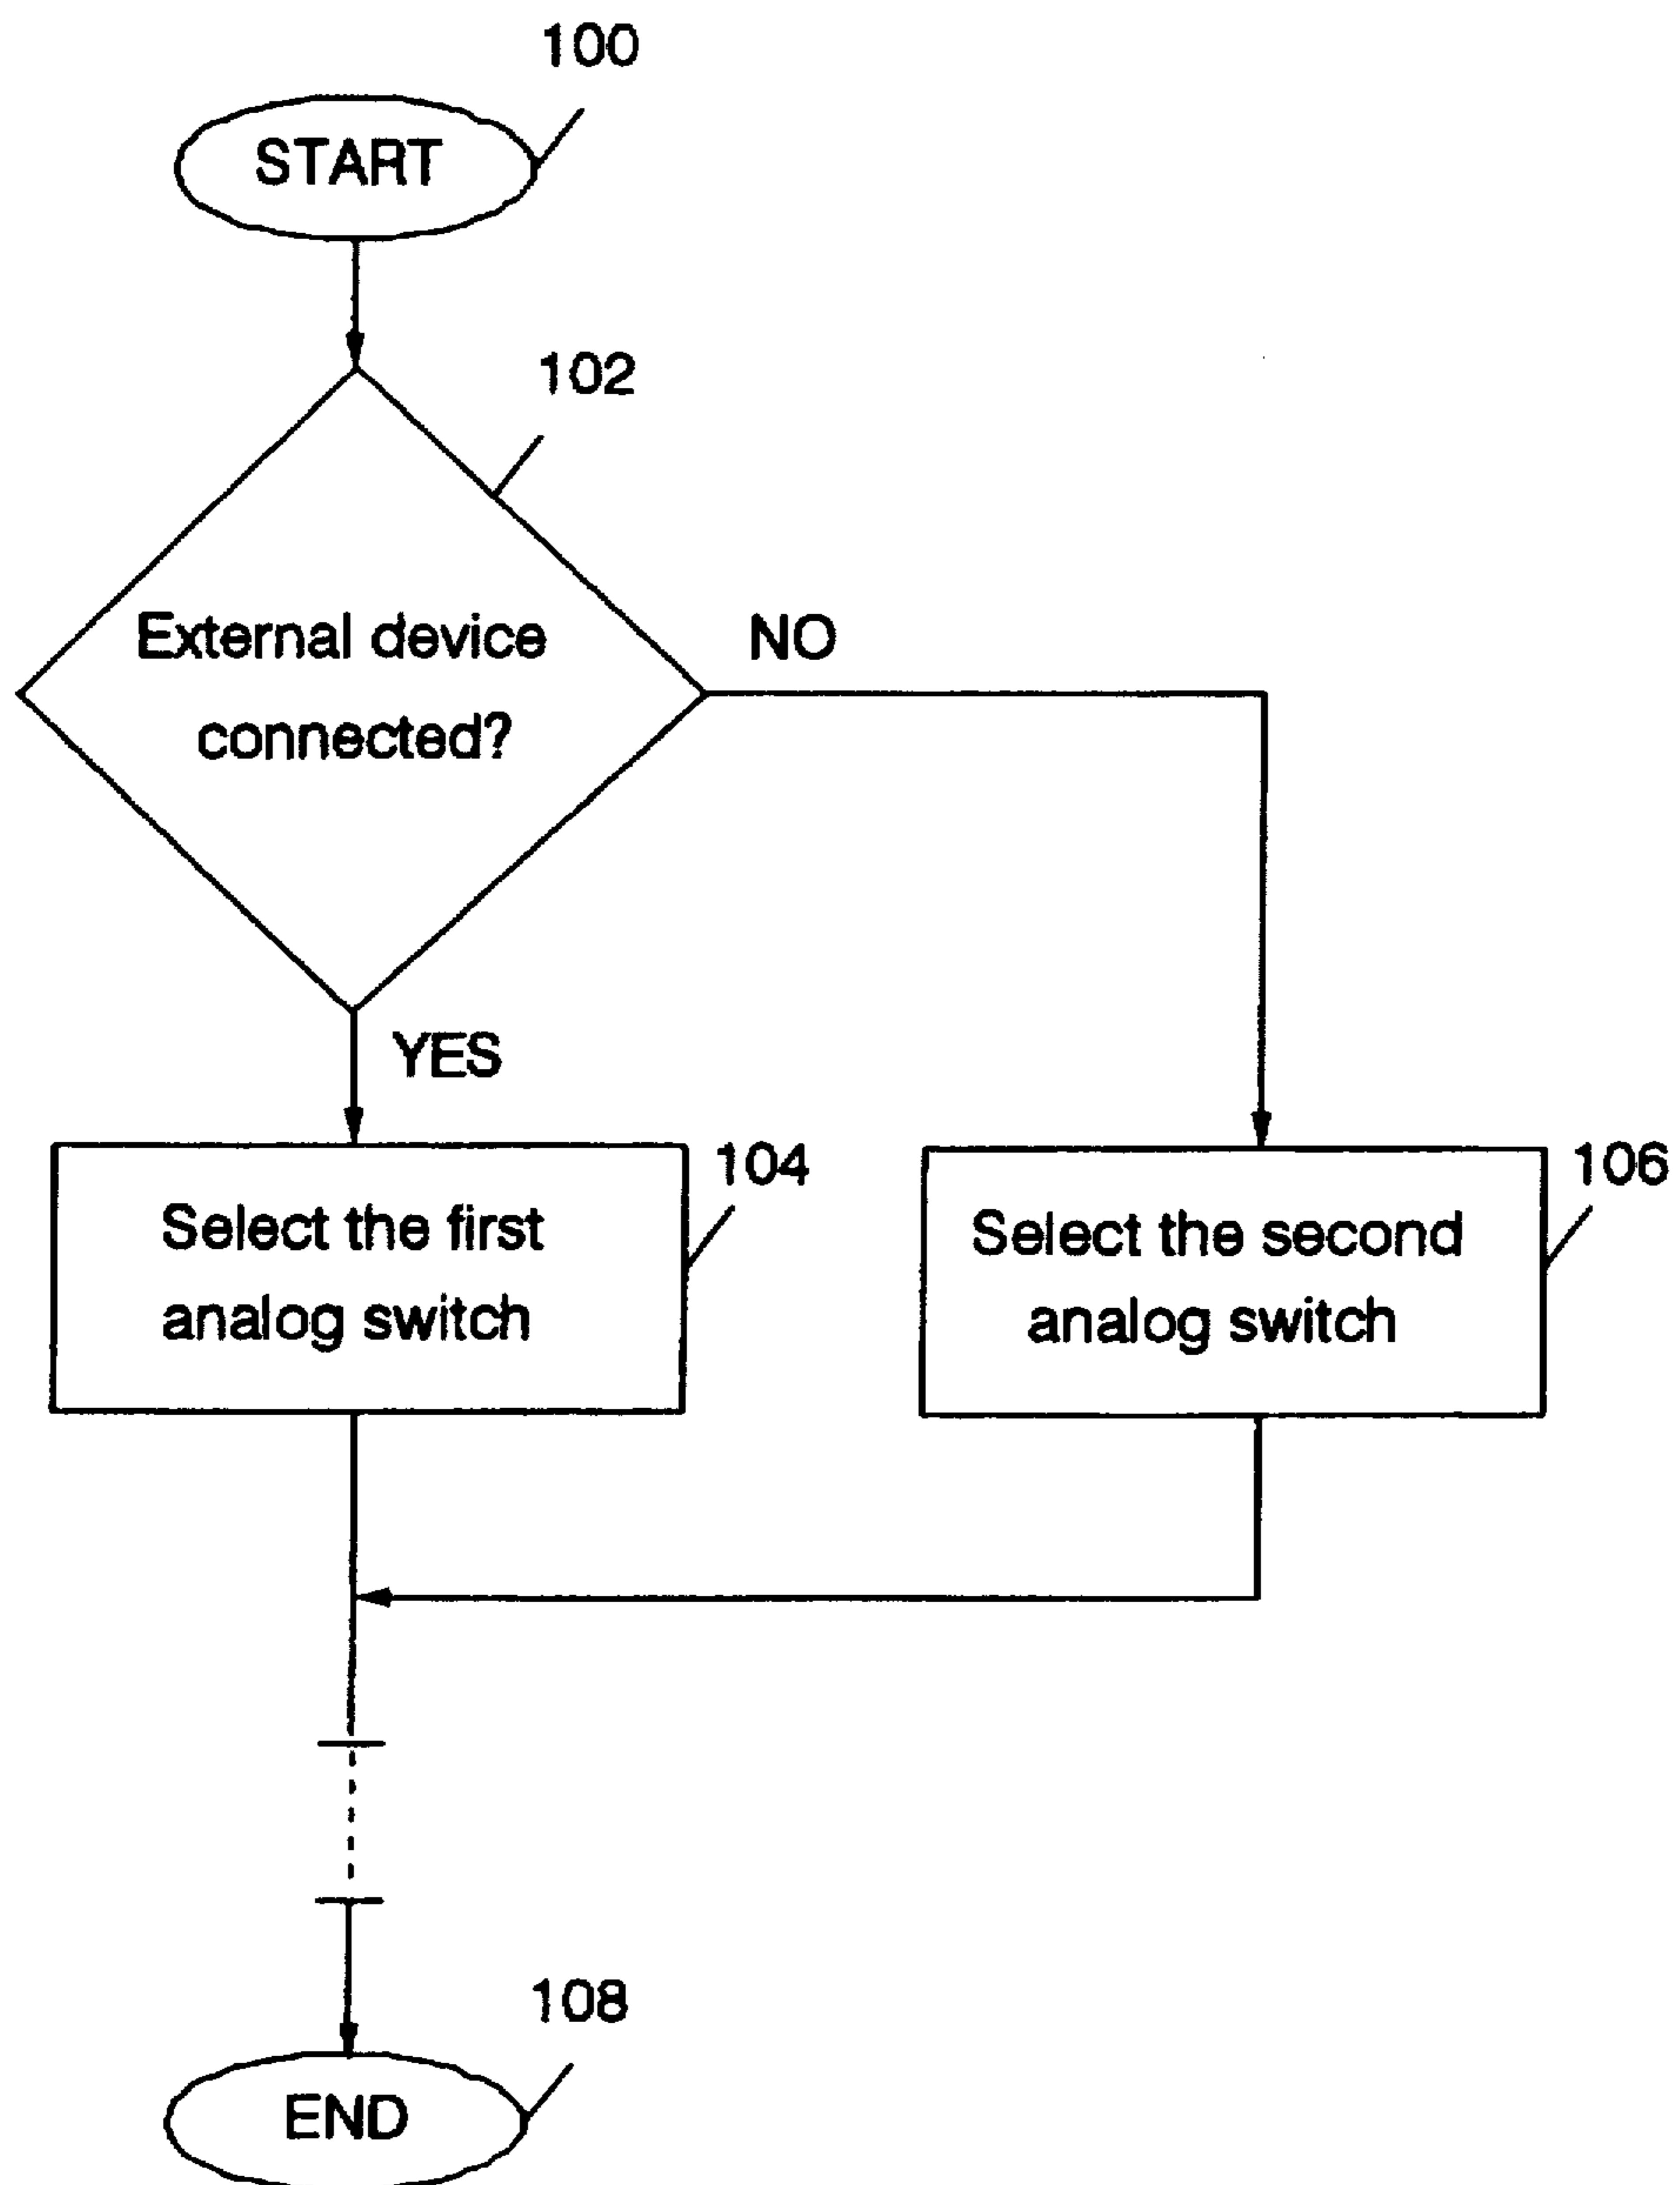 100
START
102
External device
connected?
NO
YES
104
Select the first
analog switch
106
Select the second
analog switch
108
END